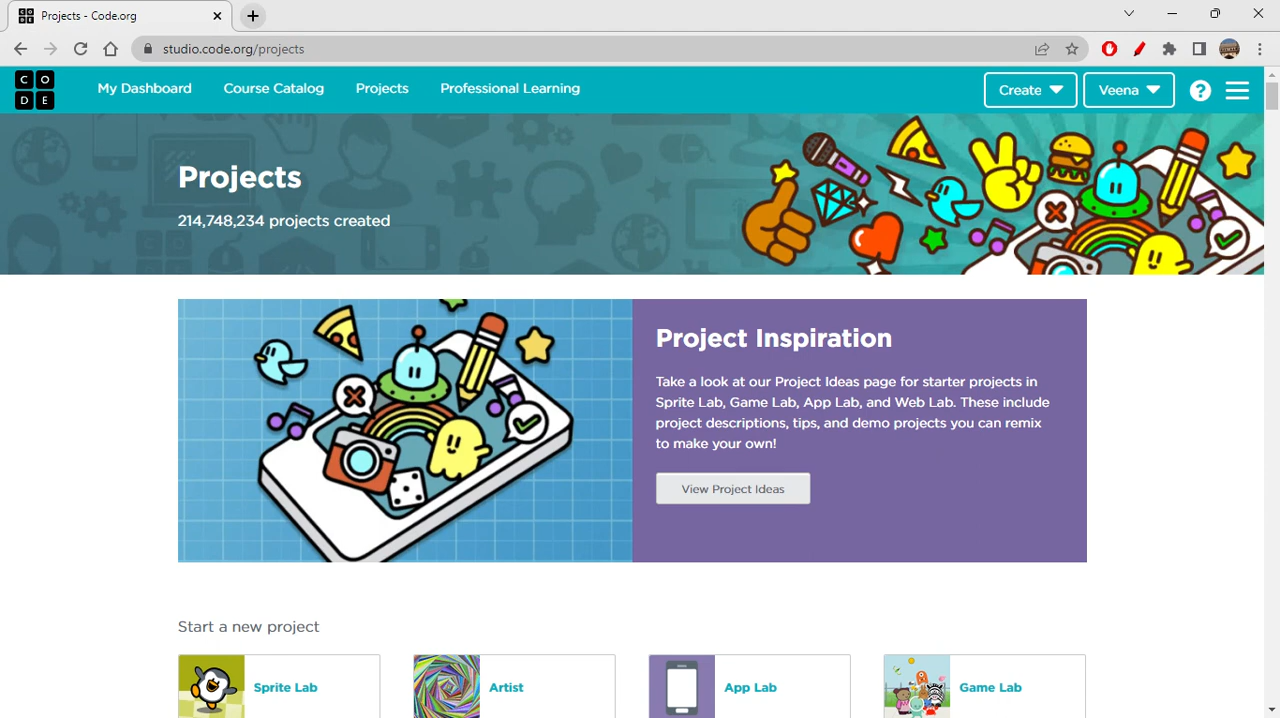 Projects - Code.org
studio.code.org/projects
C O
D E
My Dashboard Course Catalog Projects Professional Learning Create Veena ?
Projects
214,748,234 projects created
Project Inspiration
Take a look at our Project Ideas page for starter projects in
Sprite Lab, Game Lab, App Lab, and Web Lab. These include
project descriptions, tips, and demo projects you can remix
to make your own!
View Project Ideas
Start a new project
Sprite Lab Artist App Lab Game Lab